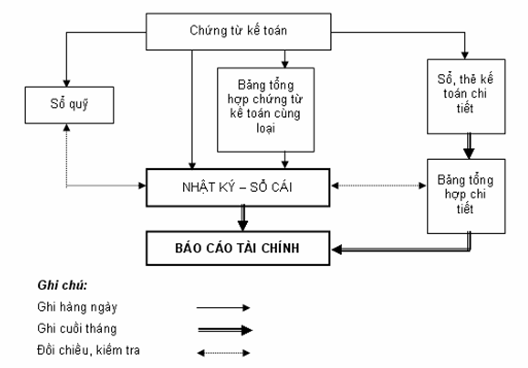 Chứng từ kế toán
Sổ quỹ
Bảng tổng
hợp chứng từ
kế toán cùng
loại
Sổ, thẻ kế
toán chi
tiết
NHẬT KÝ – SỔ CÁI
Bảng tổng
hợp chi
tiết
BÁO CÁO TÀI CHÍNH
Ghi chú:
Ghi hàng ngày
Ghi cuối tháng
Đối chiếu, kiểm tra